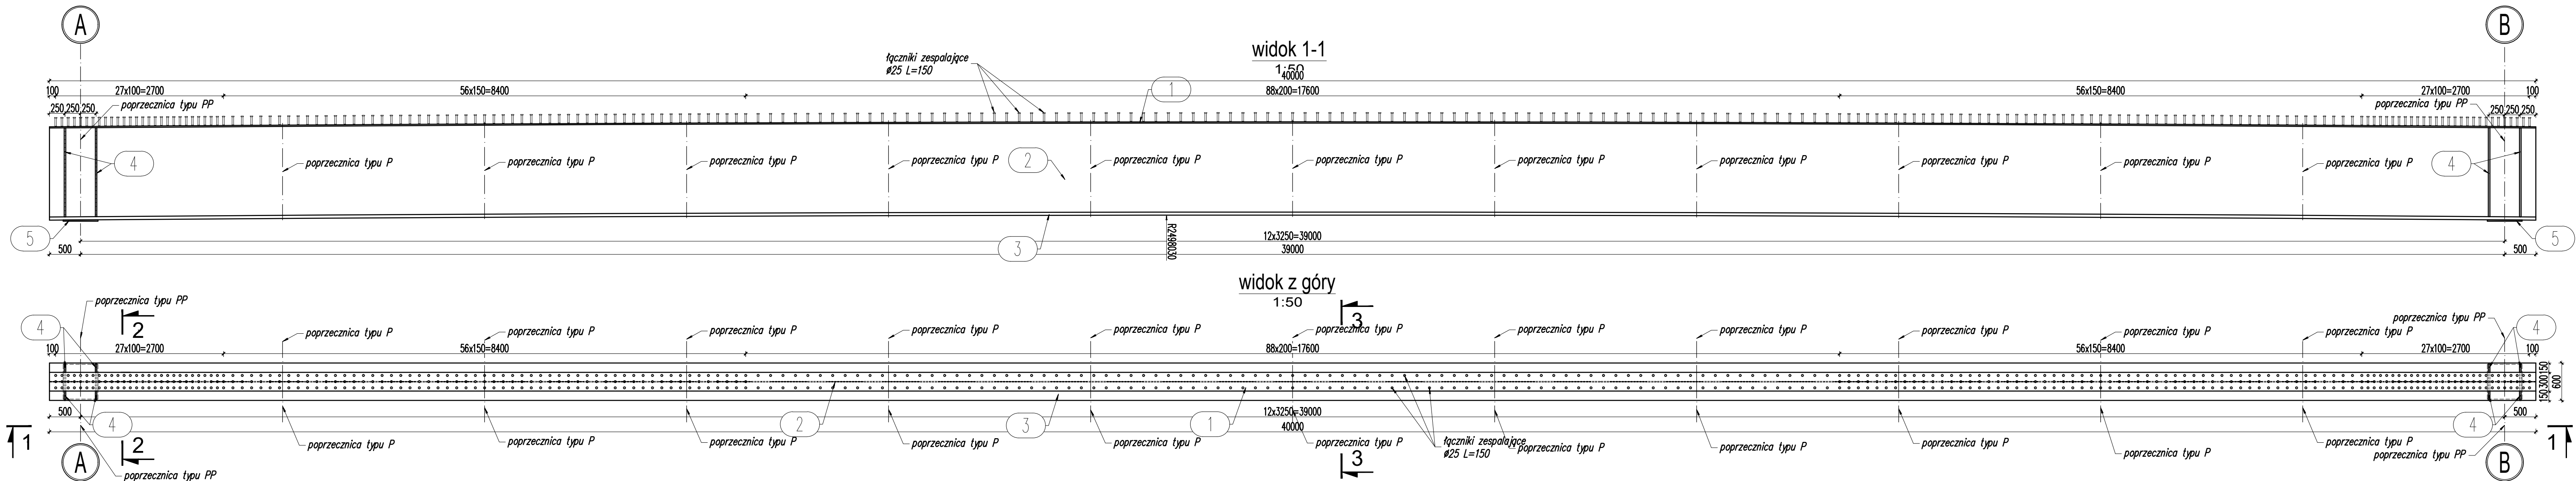 A
B
widok 1-1
1:50
łączniki zespalające
ø25 L=150
40000
100
27x100=2700
56x150=8400
88x200=17600
56x150=8400
27x100=2700
100
250
250
250
poprzecznica typu PP
1
poprzecznica typu PP
250
250
250
4
poprzecznica typu P
poprzecznica typu P
poprzecznica typu P
poprzecznica typu P
2
poprzecznica typu P
poprzecznica typu P
poprzecznica typu P
poprzecznica typu P
poprzecznica typu P
poprzecznica typu P
poprzecznica typu P
4
5
3
R2498030
12x3250=39000
5
500
39000
500
widok z góry
1:50
poprzecznica typu PP
4
2
poprzecznica typu P
poprzecznica typu P
poprzecznica typu P
poprzecznica typu P
poprzecznica typu P
3
poprzecznica typu P
poprzecznica typu P
poprzecznica typu P
poprzecznica typu P
poprzecznica typu P
poprzecznica typu P
poprzecznica typu PP
4
100
27x100=2700
56x150=8400
88x200=17600
56x150=8400
27x100=2700
100
150
300
150
600
500
4
2
3
1
12x3250=39000
40000
4
500
1
2
poprzecznica typu P
poprzecznica typu P
poprzecznica typu P
poprzecznica typu P
poprzecznica typu P
poprzecznica typu P
łączniki zespalające
ø25 L=150
poprzecznica typu P
poprzecznica typu P
poprzecznica typu P
poprzecznica typu P
poprzecznica typu P
poprzecznica typu PP
1
A
poprzecznica typu PP
3
B